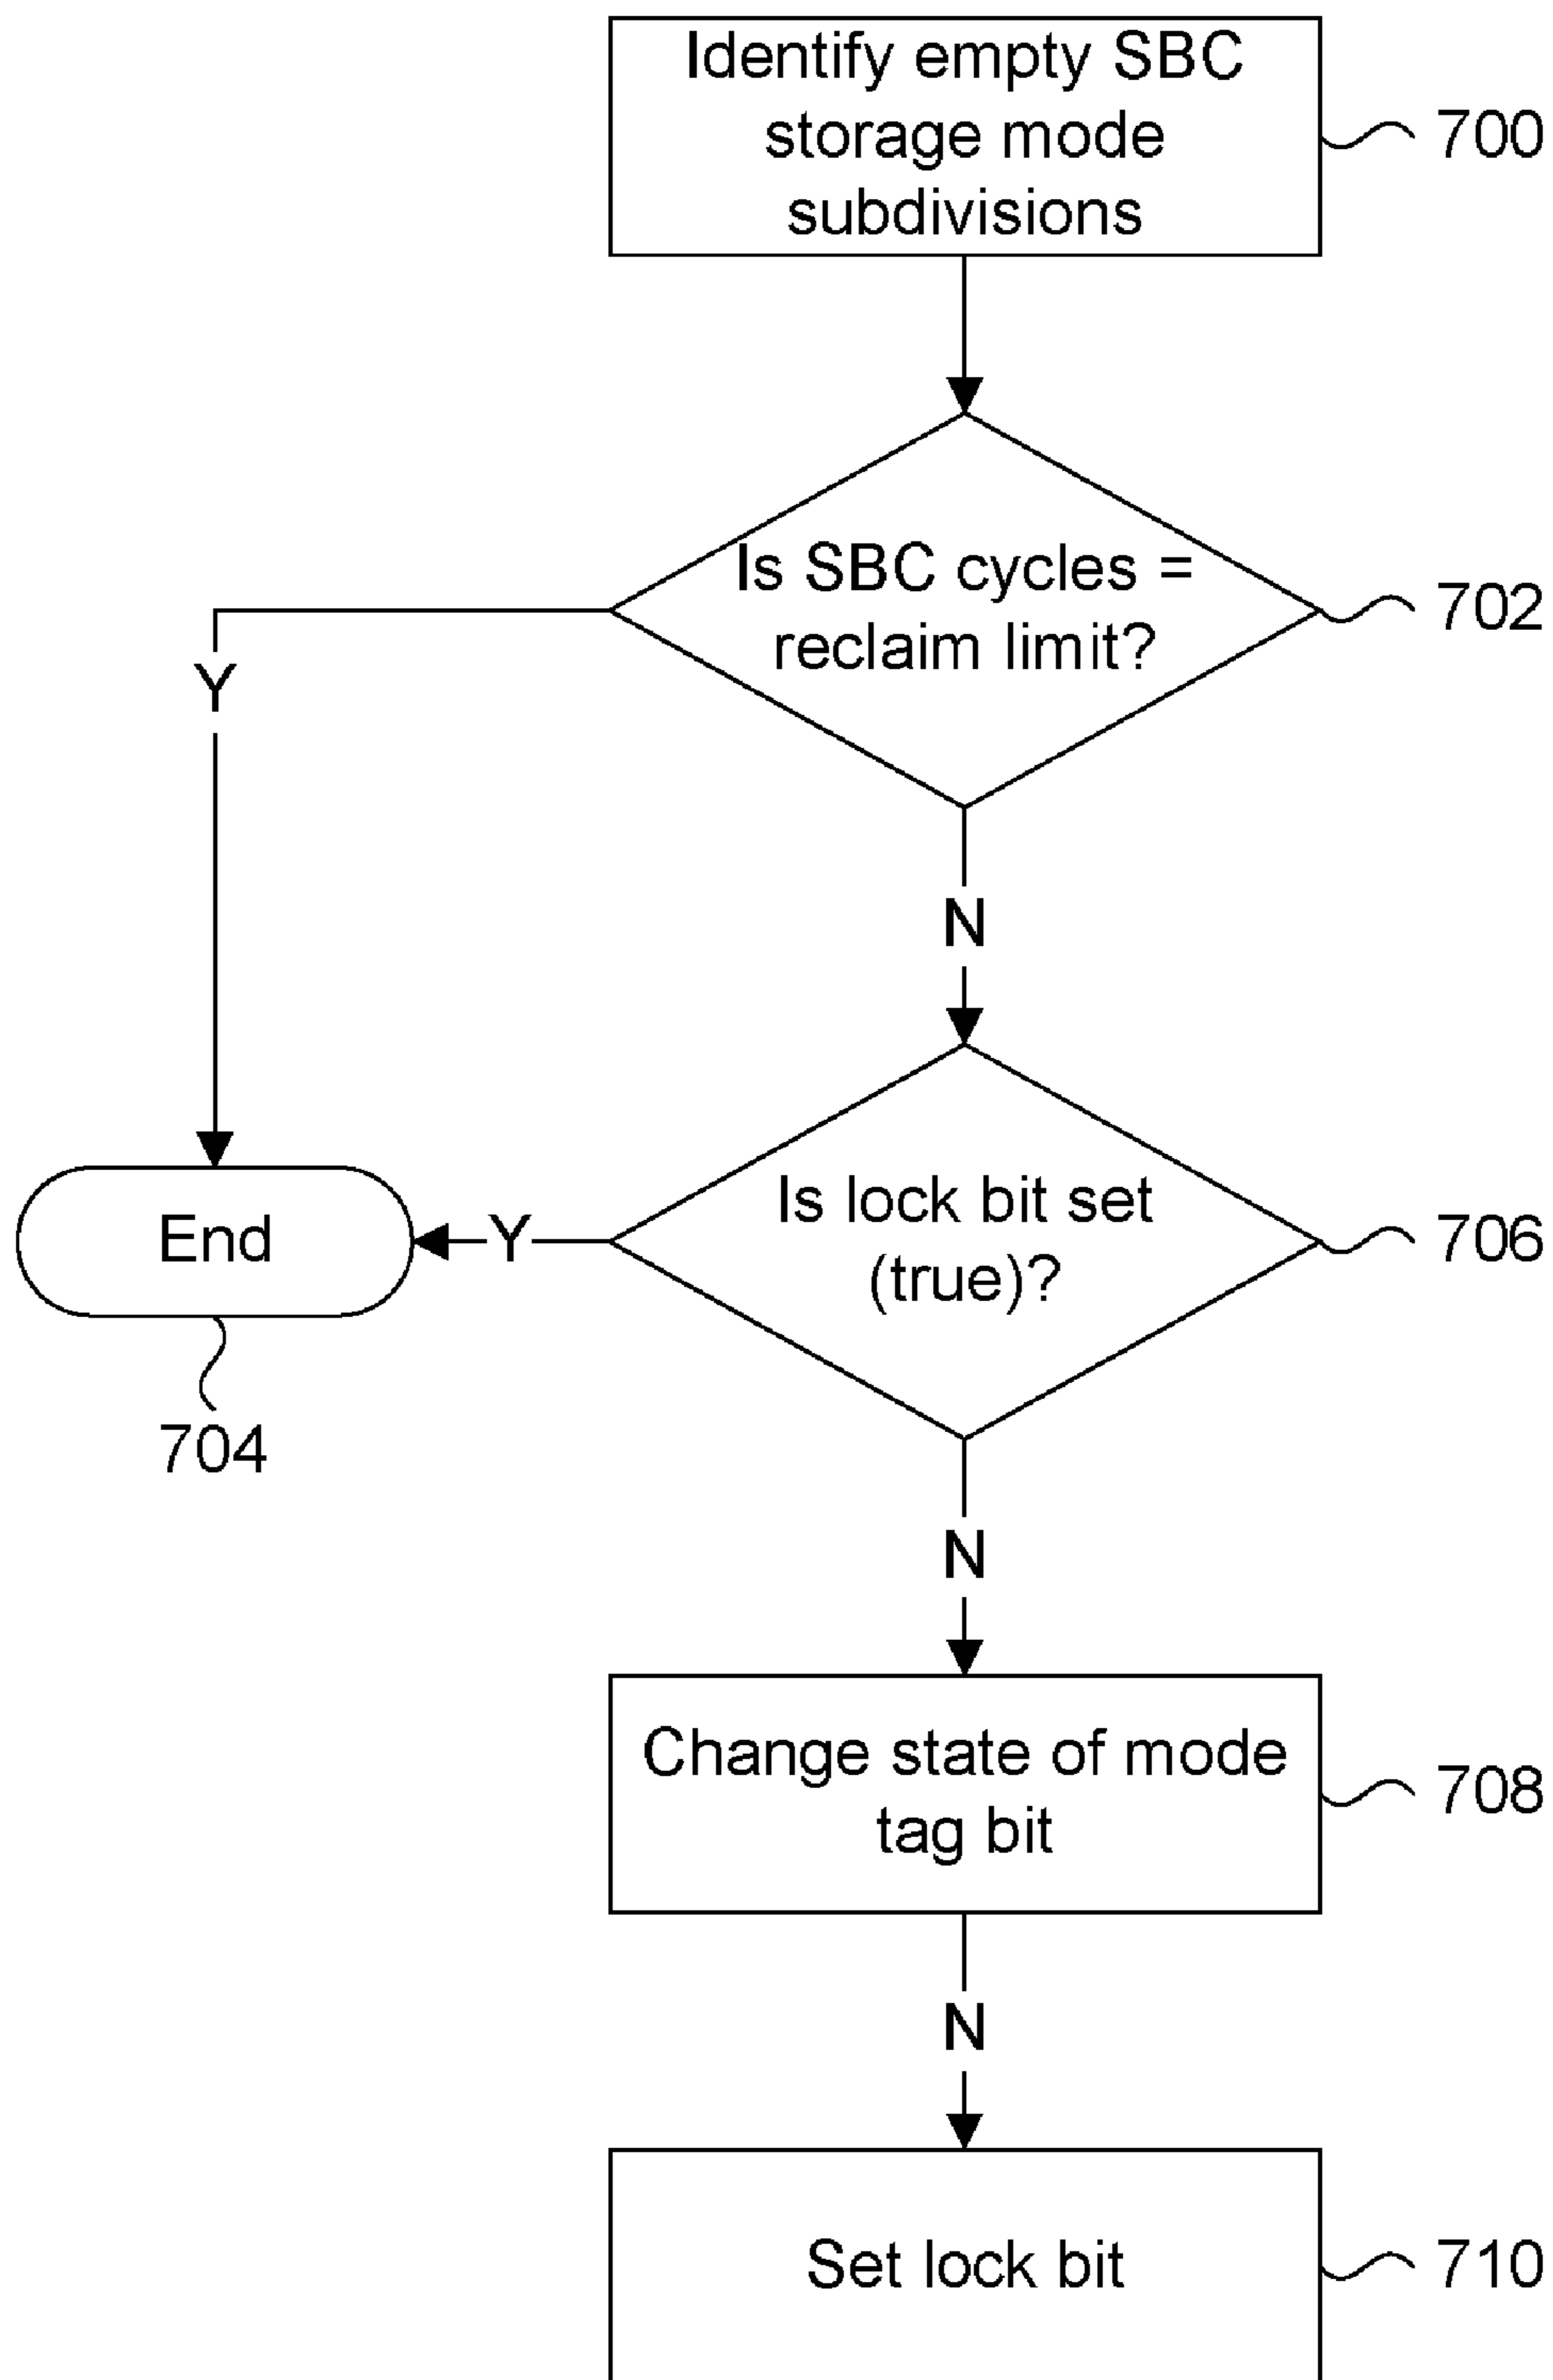 Identify empty SBC
storage mode
subdivisions
700
Is SBC cycles =
reclaim limit?
702
Y
N
Is lock bit set
(true)?
706
Y
End
704
N
Change state of mode
tag bit
708
N
Set lock bit
710